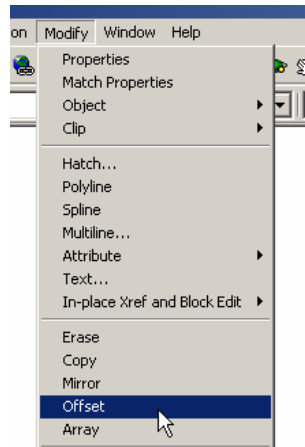 on Modify Window Help
Properties
Match Properties
Object
Clip
Hatch...
Polyline
Spline
Multiline...
Attribute
Text...
In-place Xref and Block Edit
Erase
Copy
Mirror
Offset
Array